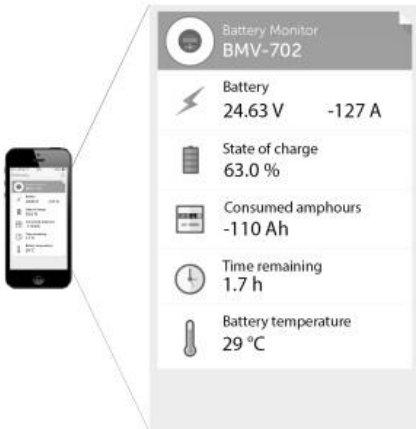 Battery Monitor
BMV-702
Battery
24.63 V -127 A
State of charge
63.0 %
Consumed amphours
-110 Ah
Time remaining
1.7 h
Battery temperature
29 °C